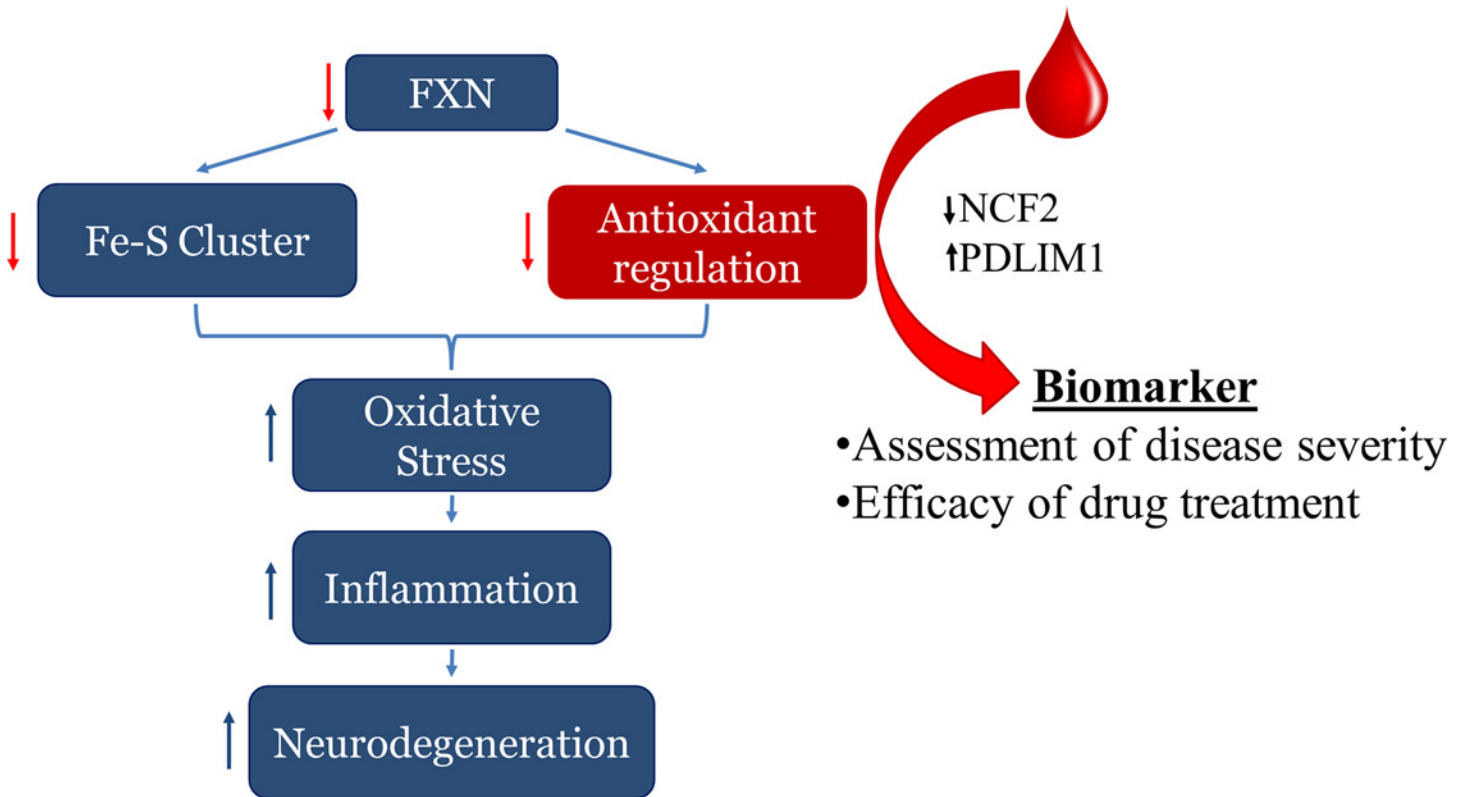 FXN
Fe-S Cluster
Antioxidant
regulation
↓NCF2
↑PDLIM1
Oxidative
Stress
Biomarker
•Assessment of disease severity
•Efficacy of drug treatment
Inflammation
Neurodegeneration